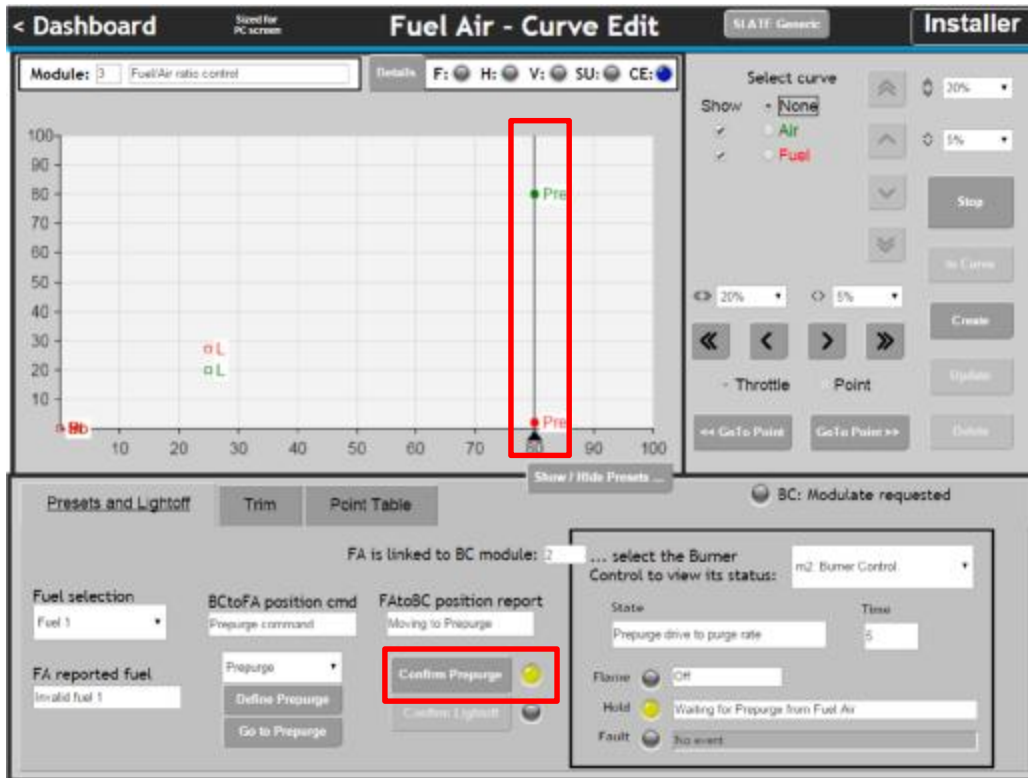 < Dashboard
Sized for
PC screen
Fuel Air - Curve Edit
SLATE Generic
Installer
Module: 3 Fuel/Air ratio control
Details
F: H: V: SU: CE:
100
90
80
70
60
50
40
30
20
10
Pre
L
L
Pre
10 20 30 40 50 60 70 80 90 100
Show / Hide Presets ...
Select curve
Show
None
Air
Fuel
20%
5%
Stop
to Curve
20%
5%
Create
« < > »
Throttle Point
Update
<< GoTo Point
GoTo Point >>
Delete
Presets and Lightoff
Trim
Point Table
BC: Modulate requested
FA is linked to BC module: 2
... select the Burner
Control to view its status:
m2: Burner Control
Fuel selection
Fuel 1
BCtoFA position cmd
Prepurge command
FAtoBC position report
Moving to Prepurge
State
Prepurge drive to purge rate
Time
5
FA reported fuel
Invalid fuel 1
Prepurge
Define Prepurge
Go to Prepurge
Confirm Prepurge
Confirm Lightoff
Flame Off
Hold Waiting for Prepurge from Fuel Air
Fault No event